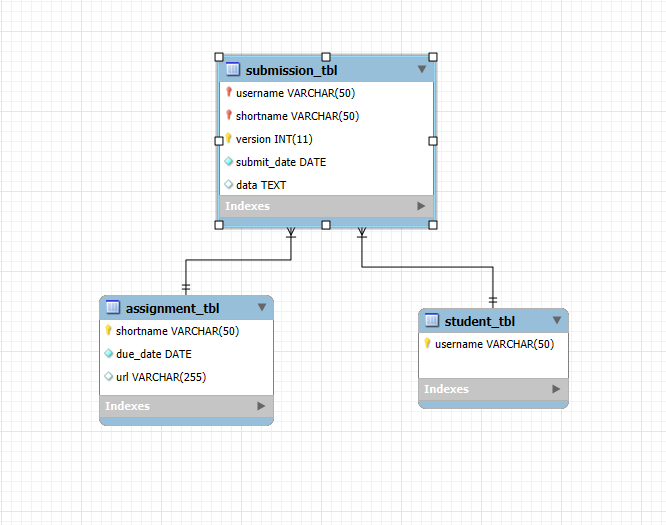 submission_tbl
username VARCHAR(50)
shortname VARCHAR(50)
version INT(11)
submit_date DATE
data TEXT
Indexes
assignment_tbl
shortname VARCHAR(50)
due_date DATE
url VARCHAR(255)
Indexes
student_tbl
username VARCHAR(50)
Indexes